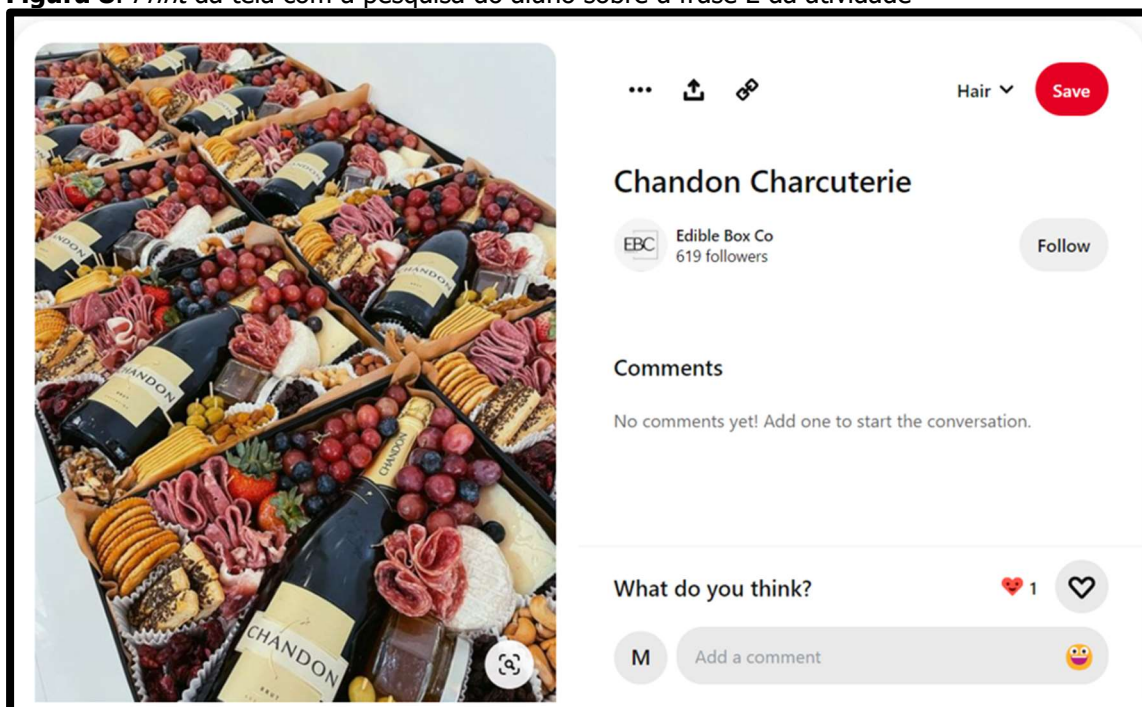 Figura 8. Print da tela com a pesquisa do aluno sobre a frase 2 da atividade
Hair
Save
Chandon Charcuterie
EBC
Edible Box Co
619 followers
Follow
Comments
No comments yet! Add one to start the conversation.
What do you think?
1
M
Add a comment
CHANDON
CHANDON
CHANDON
CHANDON
BRUT
CHANDON